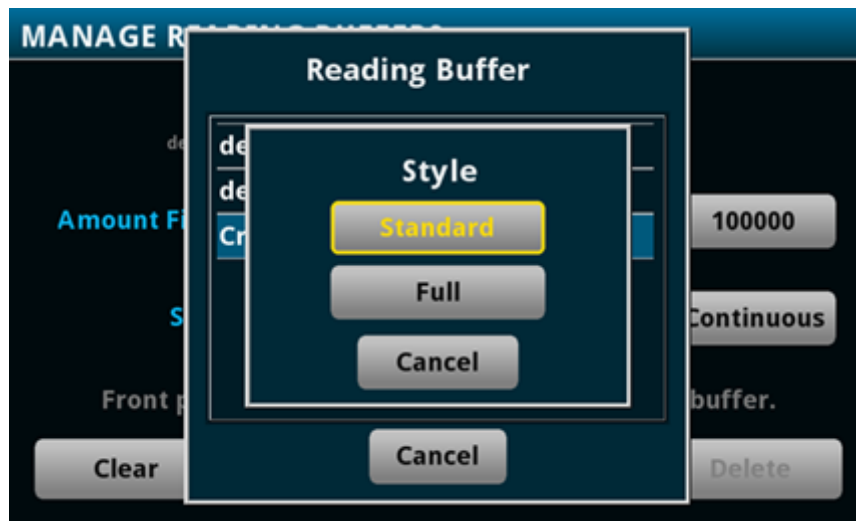 MANAGE R
Reading Buffer
de
de
Style
de
Amount Fi
Cr
Standard
100000
Full
S
Continuous
Cancel
Front p
buffer.
Clear
Cancel
Delete